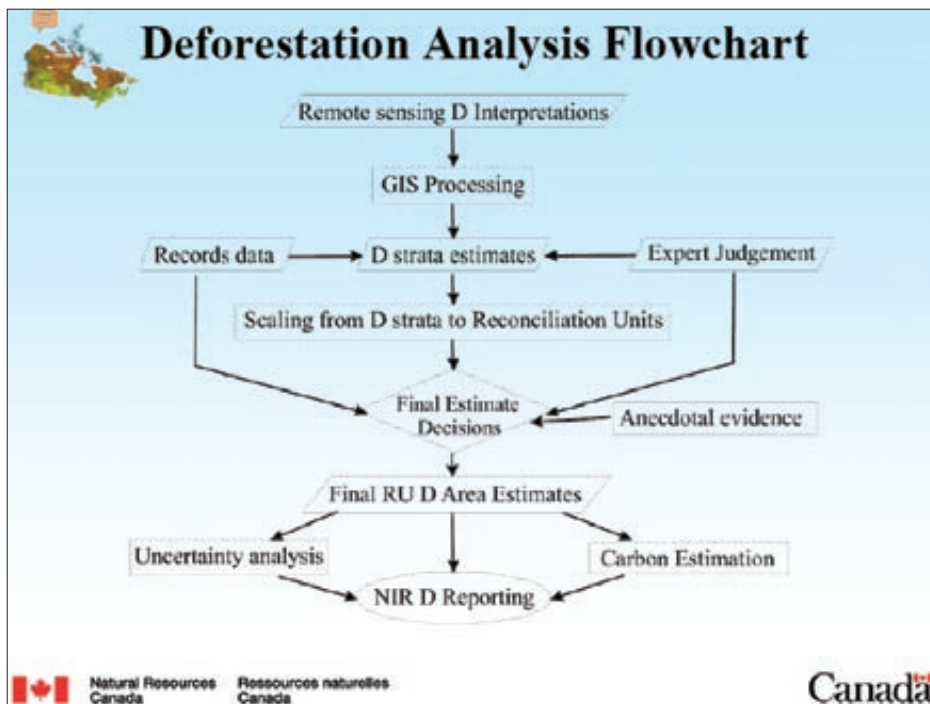 Deforestation Analysis Flowchart
Remote sensing D Interpretations
GIS Processing
Records data
D strata estimates
Expert Judgement
Scaling from D strata to Reconciliation Units
Final Estimate
Decisions
Anecdotal evidence
Final RU D Area Estimates
Uncertainty analysis
Carbon Estimation
NIR D Reporting
Natural Resources
Canada
Ressources naturelles
Canada
Canada